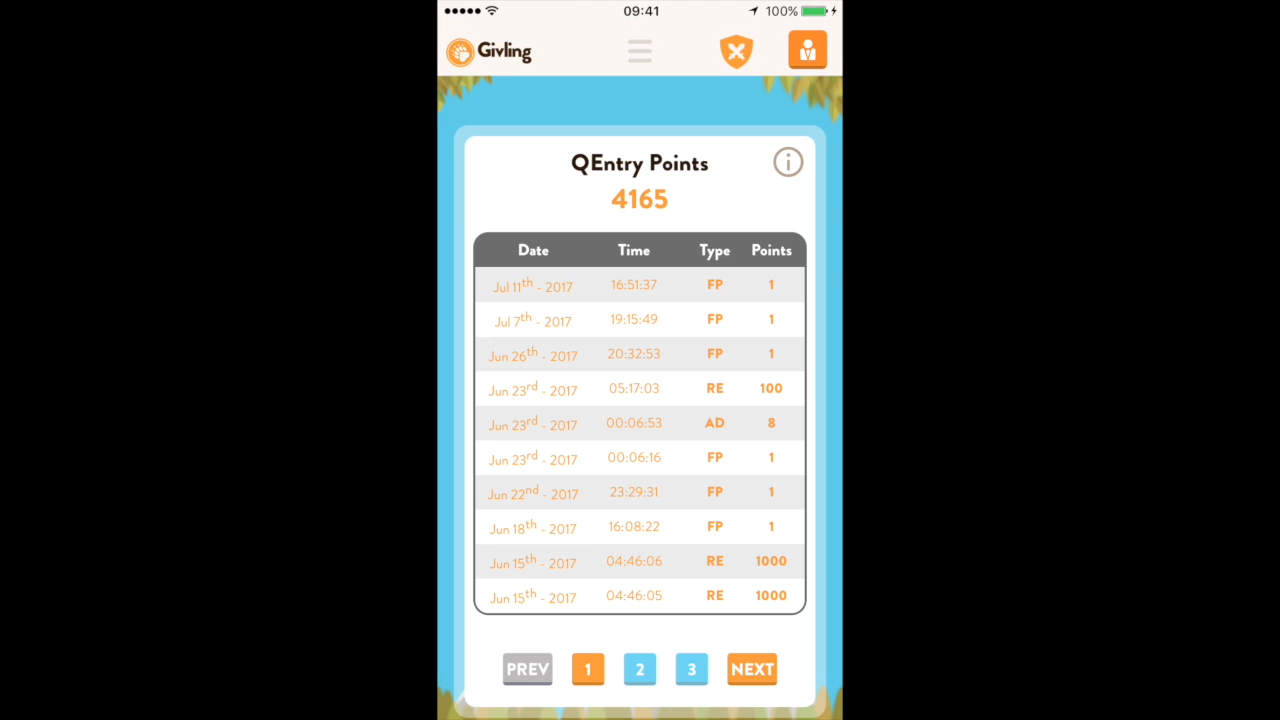 09:41
100%
Givling
QEntry Points
4165
Date Time Type Points
Jul 11th - 2017 16:51:37 FP 1
Jul 7th - 2017 19:15:49 FP 1
Jun 26th - 2017 20:32:53 FP 1
Jun 23rd - 2017 05:17:03 RE 100
Jun 23rd - 2017 00:06:53 AD 8
Jun 23rd - 2017 00:06:16 FP 1
Jun 22nd - 2017 23:29:31 FP 1
Jun 18th - 2017 16:08:22 FP 1
Jun 15th - 2017 04:46:06 RE 1000
Jun 15th - 2017 04:46:05 RE 1000
PREV 1 2 3 NEXT